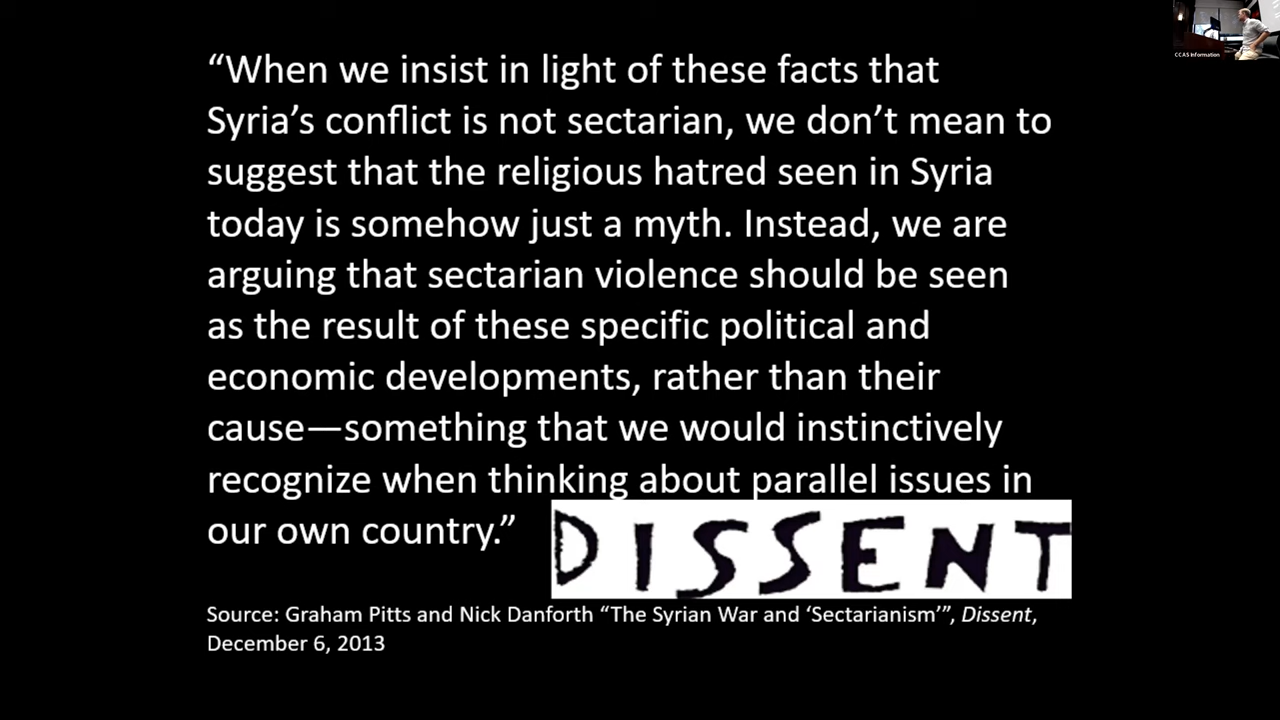 “When we insist in light of these facts that
Syria’s conflict is not sectarian, we don’t mean to
suggest that the religious hatred seen in Syria
today is somehow just a myth. Instead, we are
arguing that sectarian violence should be seen
as the result of these specific political and
economic developments, rather than their
cause—something that we would instinctively
recognize when thinking about parallel issues in
our own country.”
DISSENT
Source: Graham Pitts and Nick Danforth “The Syrian War and ‘Sectarianism’”, Dissent,
December 6, 2013
CCAS Information